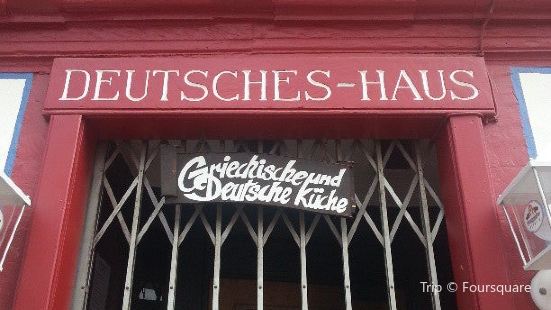 DEUTSCHES-HAUS
Griechische und
Deutsche Küche
Trip © Foursquare